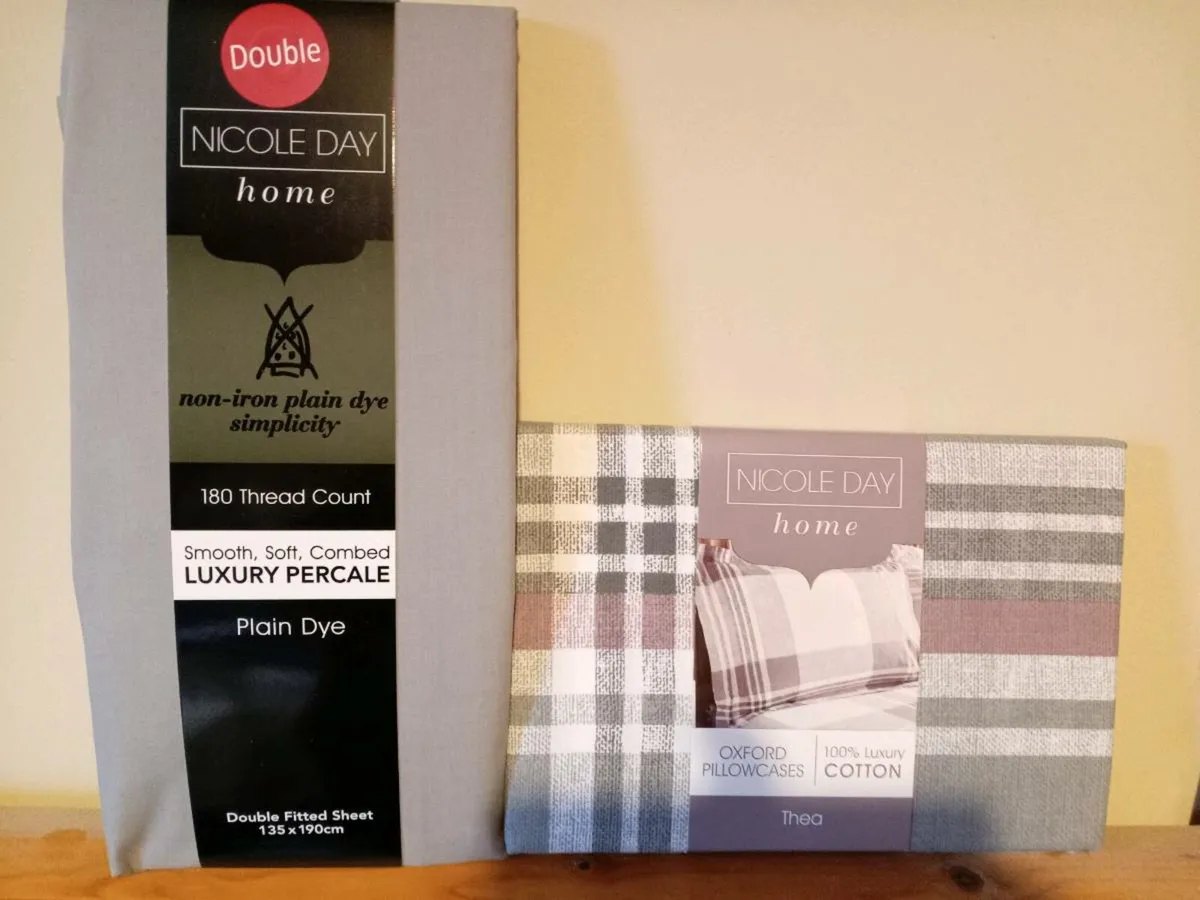 Double
NICOLE DAY
home
non-iron plain dye
simplicity
180 Thread Count
Smooth, Soft, Combed
LUXURY PERCALE
Plain Dye
Double Fitted Sheet
135 x 190cm
NICOLE DAY
home
OXFORD
PILLOWCASES
100% Luxury
COTTON
Thea